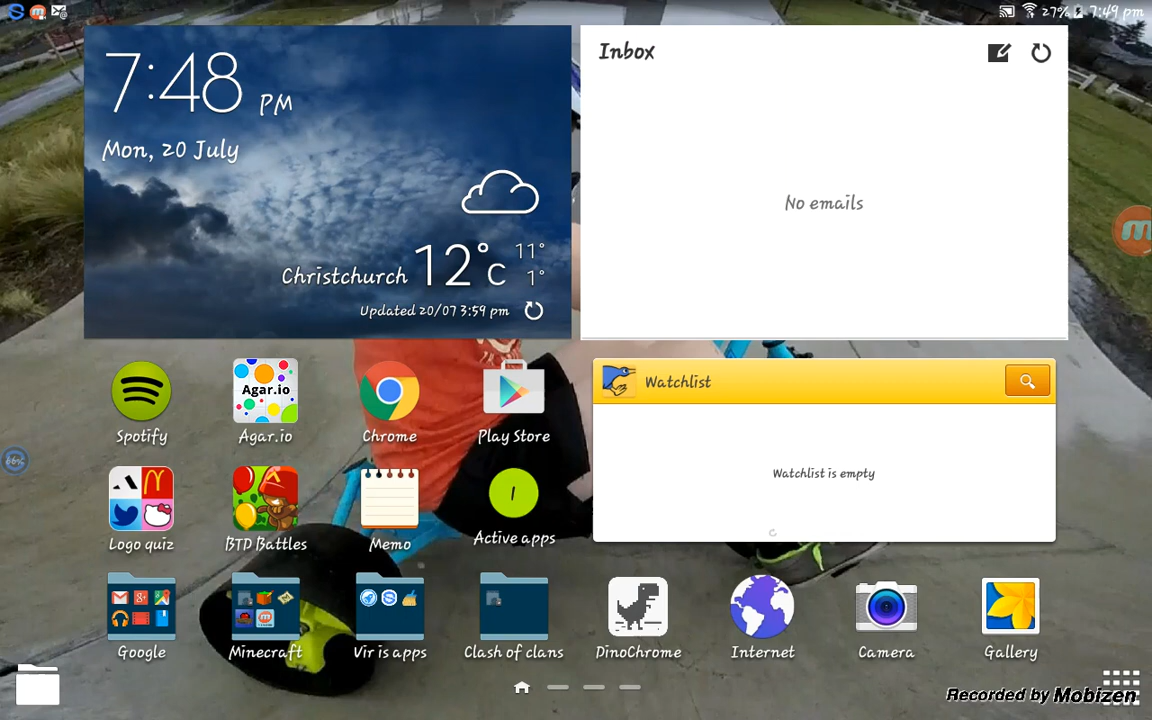 27% 7:49 pm
7:48 PM
Mon, 20 July
Christchurch 12°c 11° 1°
Updated 20/07 3:59 pm
Inbox
No emails
Spotify
Agar.io
Agar.io
Chrome
Play Store
Watchlist
Watchlist is empty
Logo quiz
BTD Battles
Memo
1
Active apps
66%
Google
Minecraft
Vir is apps
Clash of clans
DinoChrome
Internet
Camera
Gallery
Recorded by Mobizen